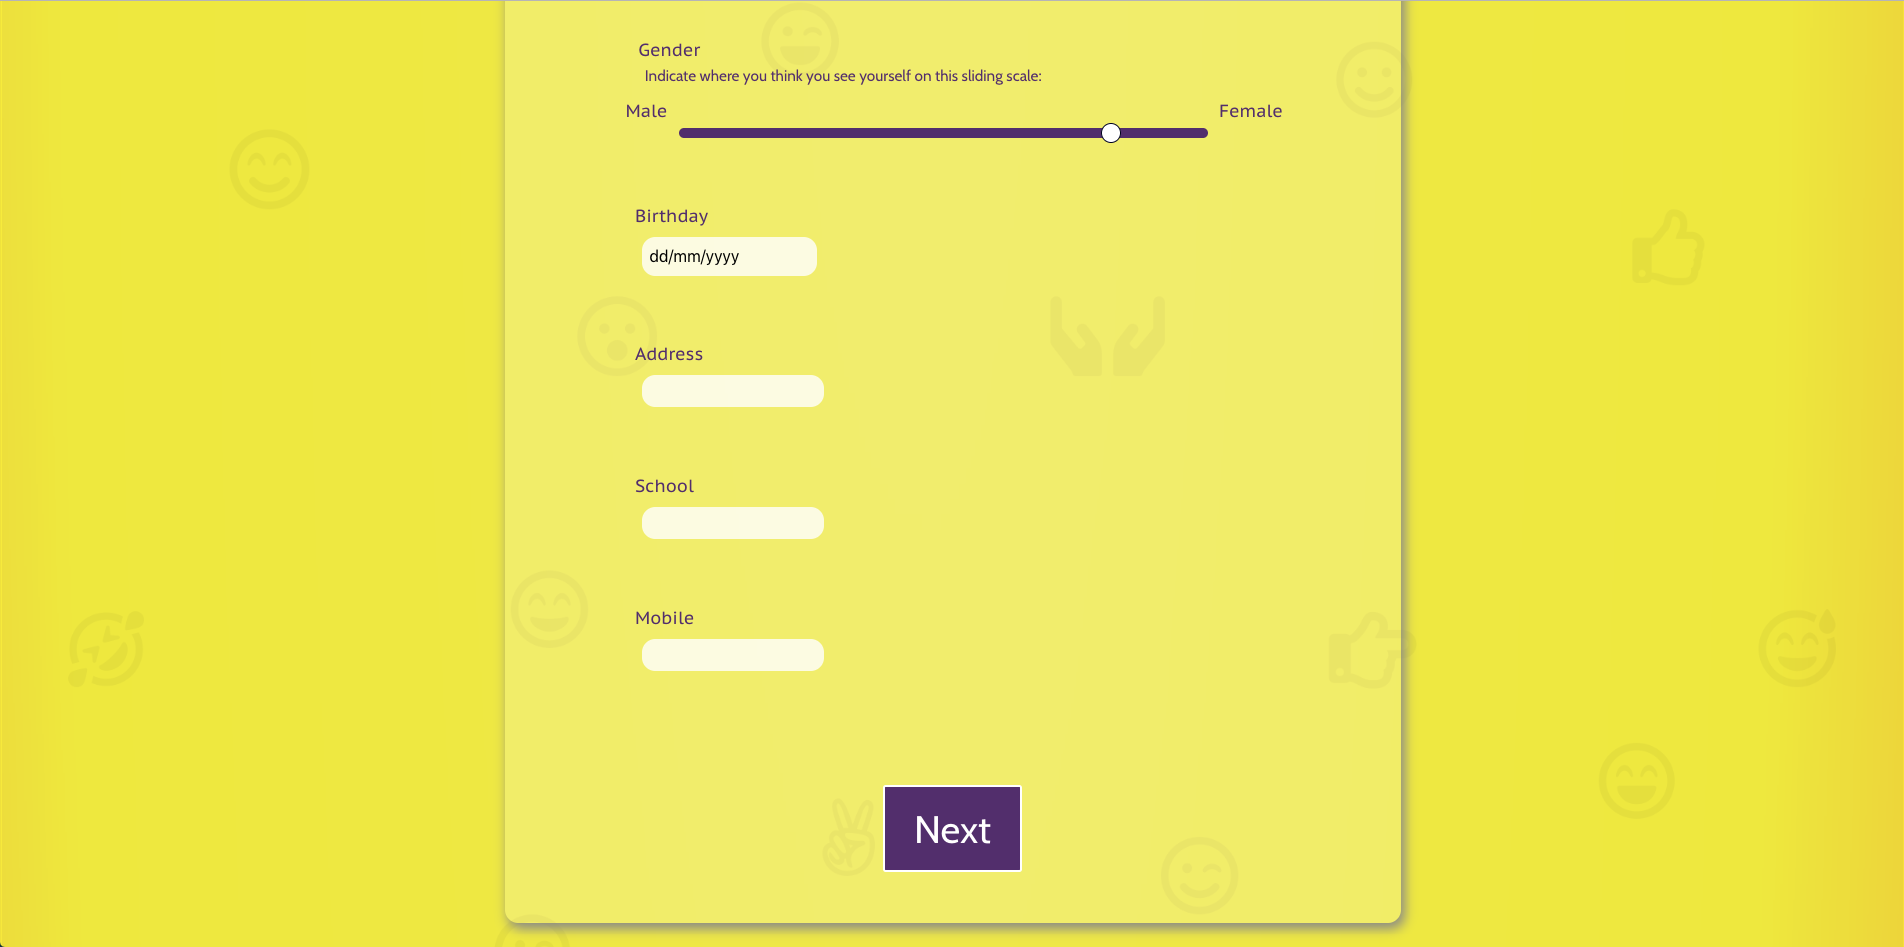 Gender
Indicate where you think you see yourself on this sliding scale:
Male Female
Birthday
dd/mm/yyyy
Address
School
Mobile
Next